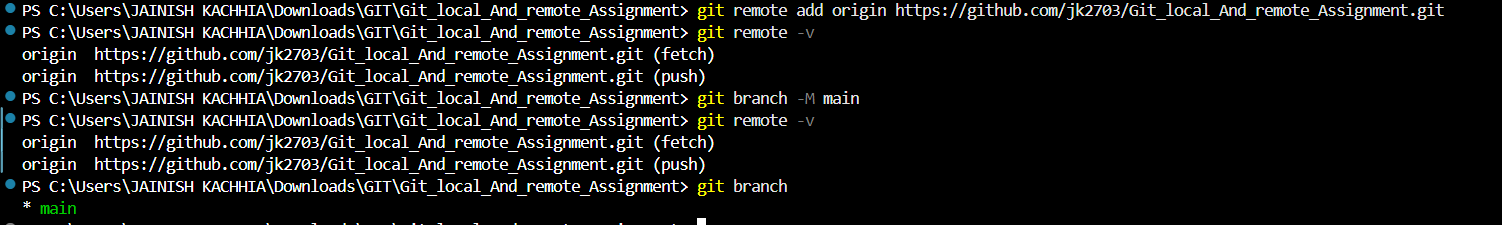 PS C:\Users\JAINISH KACHHIA\Downloads\GIT\Git_local_And_remote_Assignment> git remote add origin https://github.com/jk2703/Git_local_And_remote_Assignment.git
PS C:\Users\JAINISH KACHHIA\Downloads\GIT\Git_local_And_remote_Assignment> git remote -v
origin  https://github.com/jk2703/Git_local_And_remote_Assignment.git (fetch)
origin  https://github.com/jk2703/Git_local_And_remote_Assignment.git (push)
PS C:\Users\JAINISH KACHHIA\Downloads\GIT\Git_local_And_remote_Assignment> git branch -M main
PS C:\Users\JAINISH KACHHIA\Downloads\GIT\Git_local_And_remote_Assignment> git remote -v
origin  https://github.com/jk2703/Git_local_And_remote_Assignment.git (fetch)
origin  https://github.com/jk2703/Git_local_And_remote_Assignment.git (push)
PS C:\Users\JAINISH KACHHIA\Downloads\GIT\Git_local_And_remote_Assignment> git branch
* main